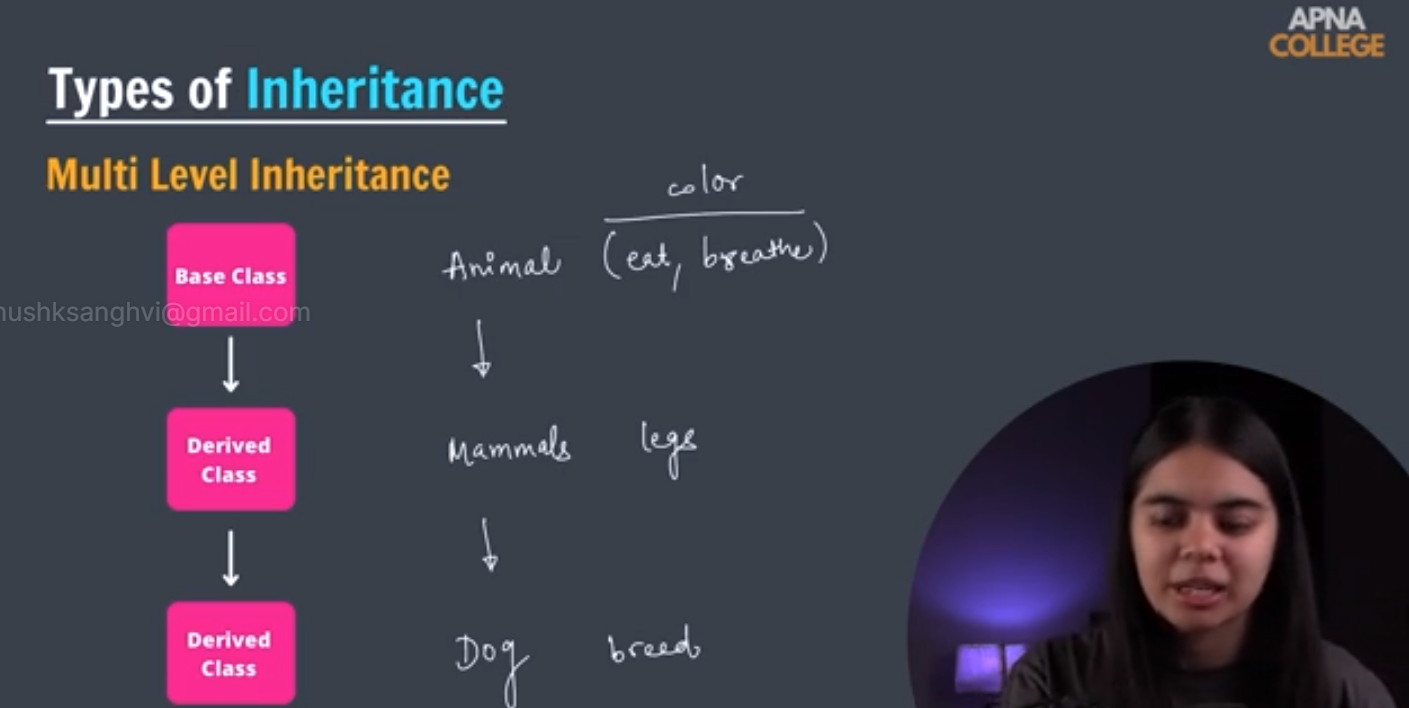 APNA
COLLEGE
Types of Inheritance
Multi Level Inheritance
color
Base Class
Animal (eat, breathe)
nushksanghvi@gmail.com
Derived
Class
Mammals legs
Derived
Class
Dog breed